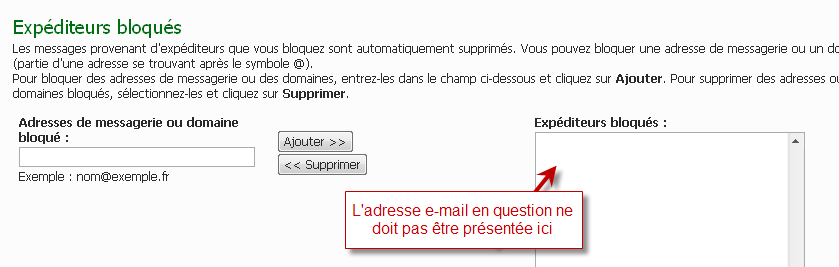 Expéditeurs bloqués
Les messages provenant d'expéditeurs que vous bloquez sont automatiquement supprimés. Vous pouvez bloquer une adresse de messagerie ou un do
(partie d'une adresse se trouvant après le symbole @).
Pour bloquer des adresses de messagerie ou des domaines, entrez-les dans le champ ci-dessous et cliquez sur Ajouter. Pour supprimer des adresses ou
domaines bloqués, sélectionnez-les et cliquez sur Supprimer.
Adresses de messagerie ou domaine
bloqué :
Exemple : nom@exemple.fr
Ajouter >>
<< Supprimer
Expéditeurs bloqués :
L'adresse e-mail en question ne
doit pas être présentée ici